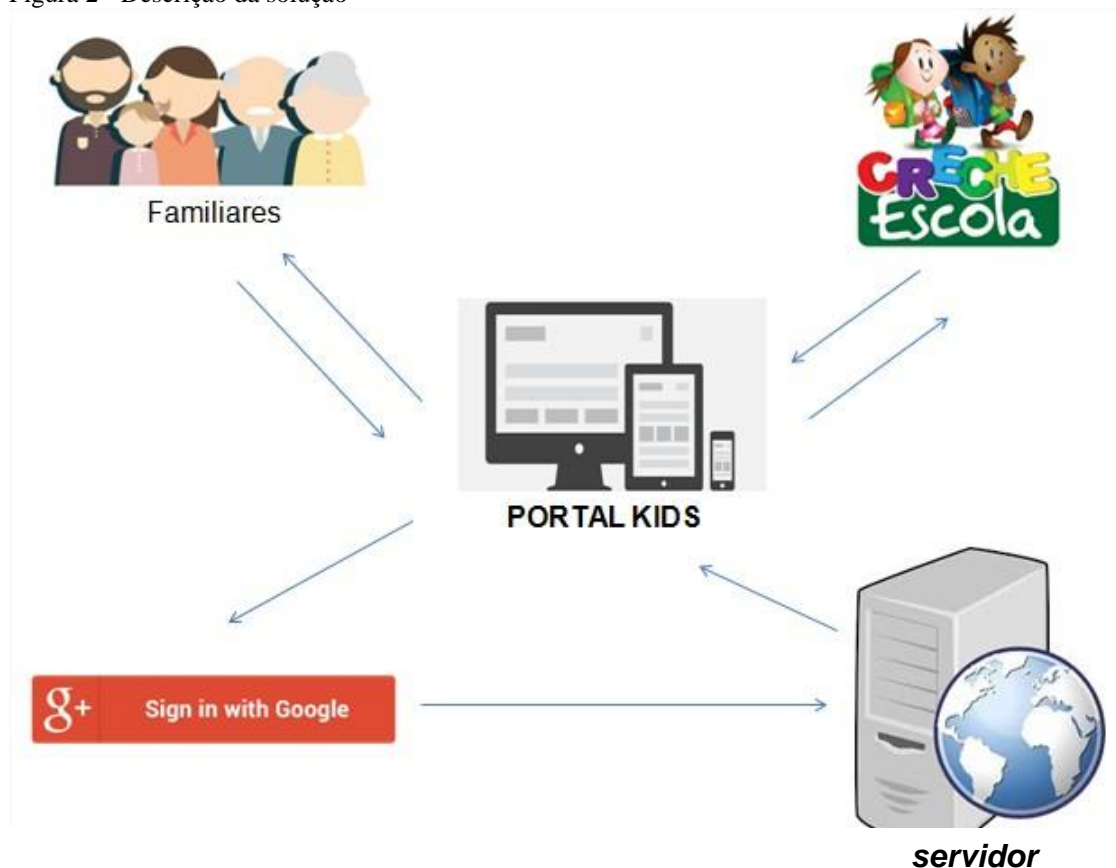 Figura 2 - Descrição da solução
Familiares
CRECHE
Escola
PORTAL KIDS
g+ Sign in with Google
servidor